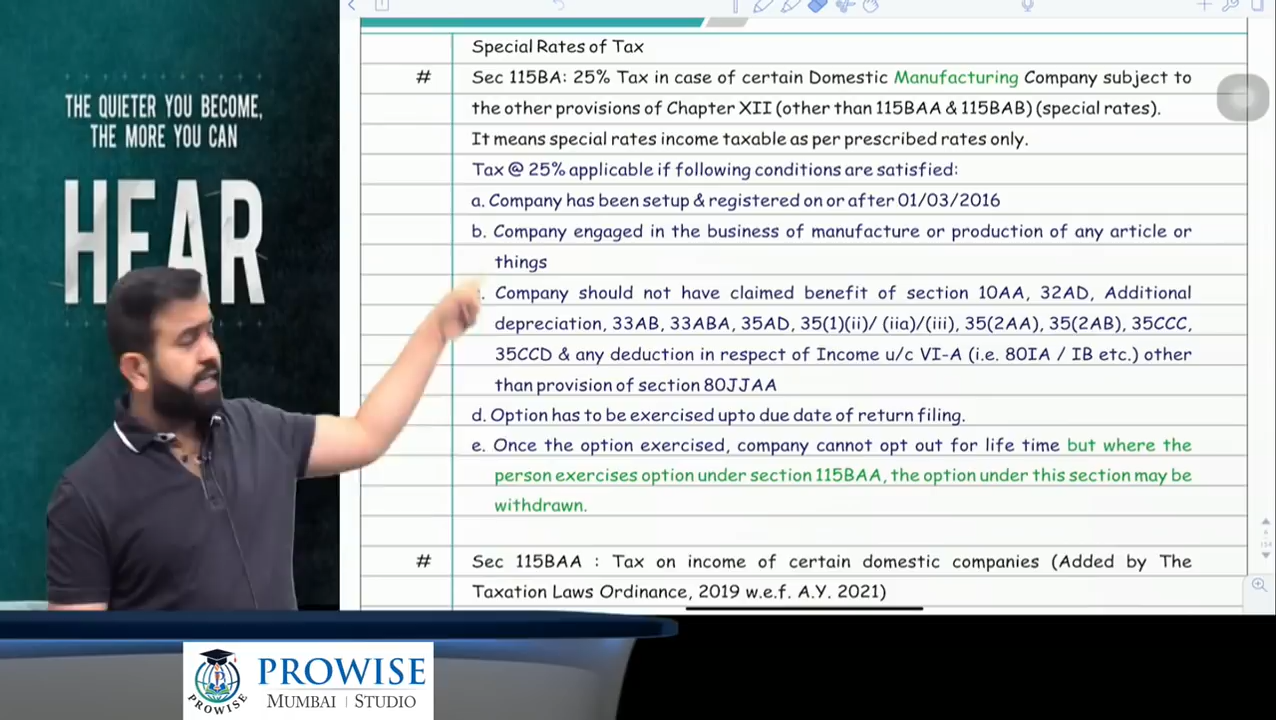 THE QUIETER YOU BECOME,
THE MORE YOU CAN
HEAR
Special Rates of Tax
# Sec 115BA: 25% Tax in case of certain Domestic Manufacturing Company subject to
the other provisions of Chapter XII (other than 115BAA & 115BAB) (special rates).
It means special rates income taxable as per prescribed rates only.
Tax @ 25% applicable if following conditions are satisfied:
a. Company has been setup & registered on or after 01/03/2016
b. Company engaged in the business of manufacture or production of any article or
things
Company should not have claimed benefit of section 10AA, 32AD, Additional
depreciation, 33AB, 33ABA, 35AD, 35(1)(ii)/ (iia)/(iii), 35(2AA), 35(2AB), 35CCC,
35CCD & any deduction in respect of Income u/c VI-A (i.e. 80IA / IB etc.) other
than provision of section 80JJAA
d. Option has to be exercised upto due date of return filing.
e. Once the option exercised, company cannot opt out for life time but where the
person exercises option under section 115BAA, the option under this section may be
withdrawn.
# Sec 115BAA : Tax on income of certain domestic companies (Added by The
Taxation Laws Ordinance, 2019 w.e.f. A.Y. 2021)
PROWISE
PROWISE
MUMBAI | STUDIO